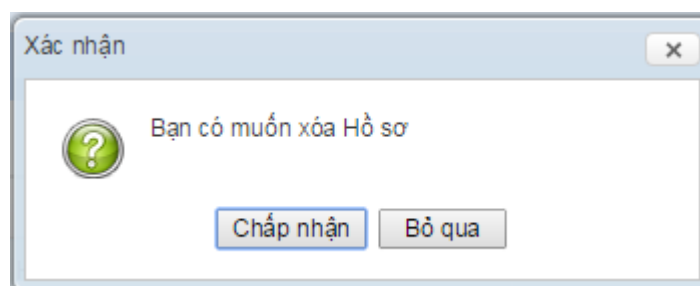 Xác nhận
Bạn có muốn xóa Hồ sơ
Chấp nhận
Bỏ qua